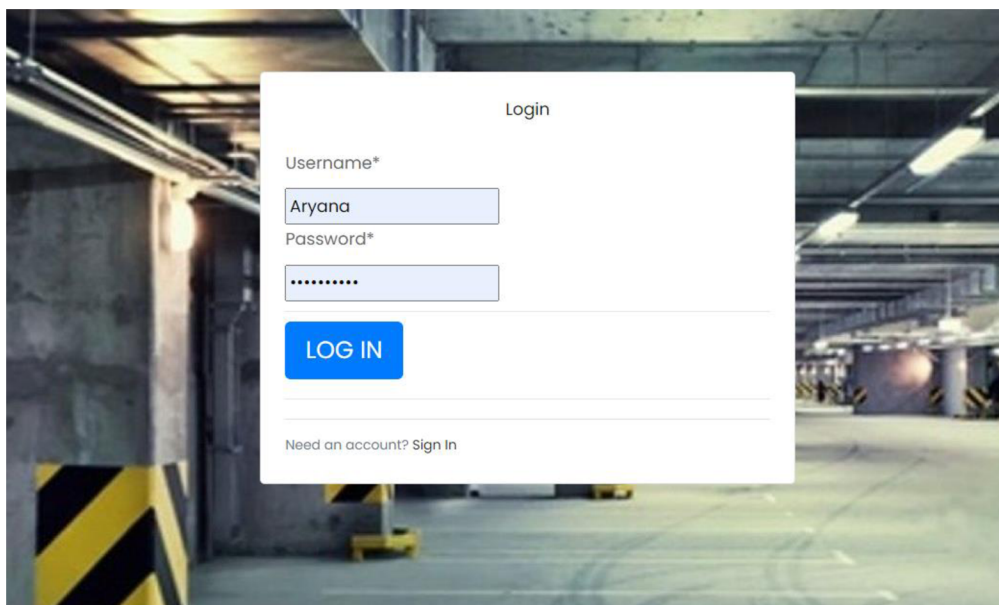 Login
Username*
Aryana
Password*
••••••••••
LOG IN
Need an account? Sign In